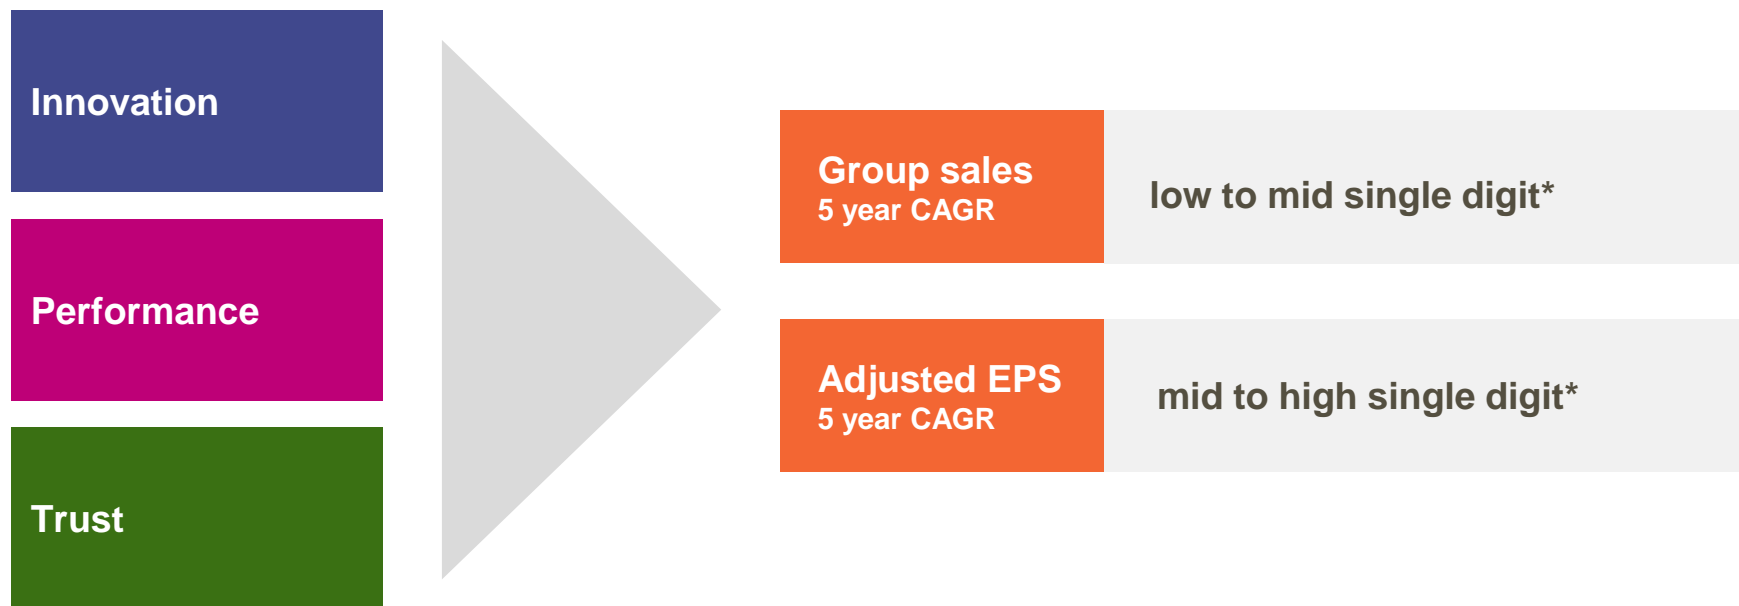 Innovation
Performance
Trust
Group sales
5 year CAGR
low to mid single digit*
Adjusted EPS
5 year CAGR
mid to high single digit*